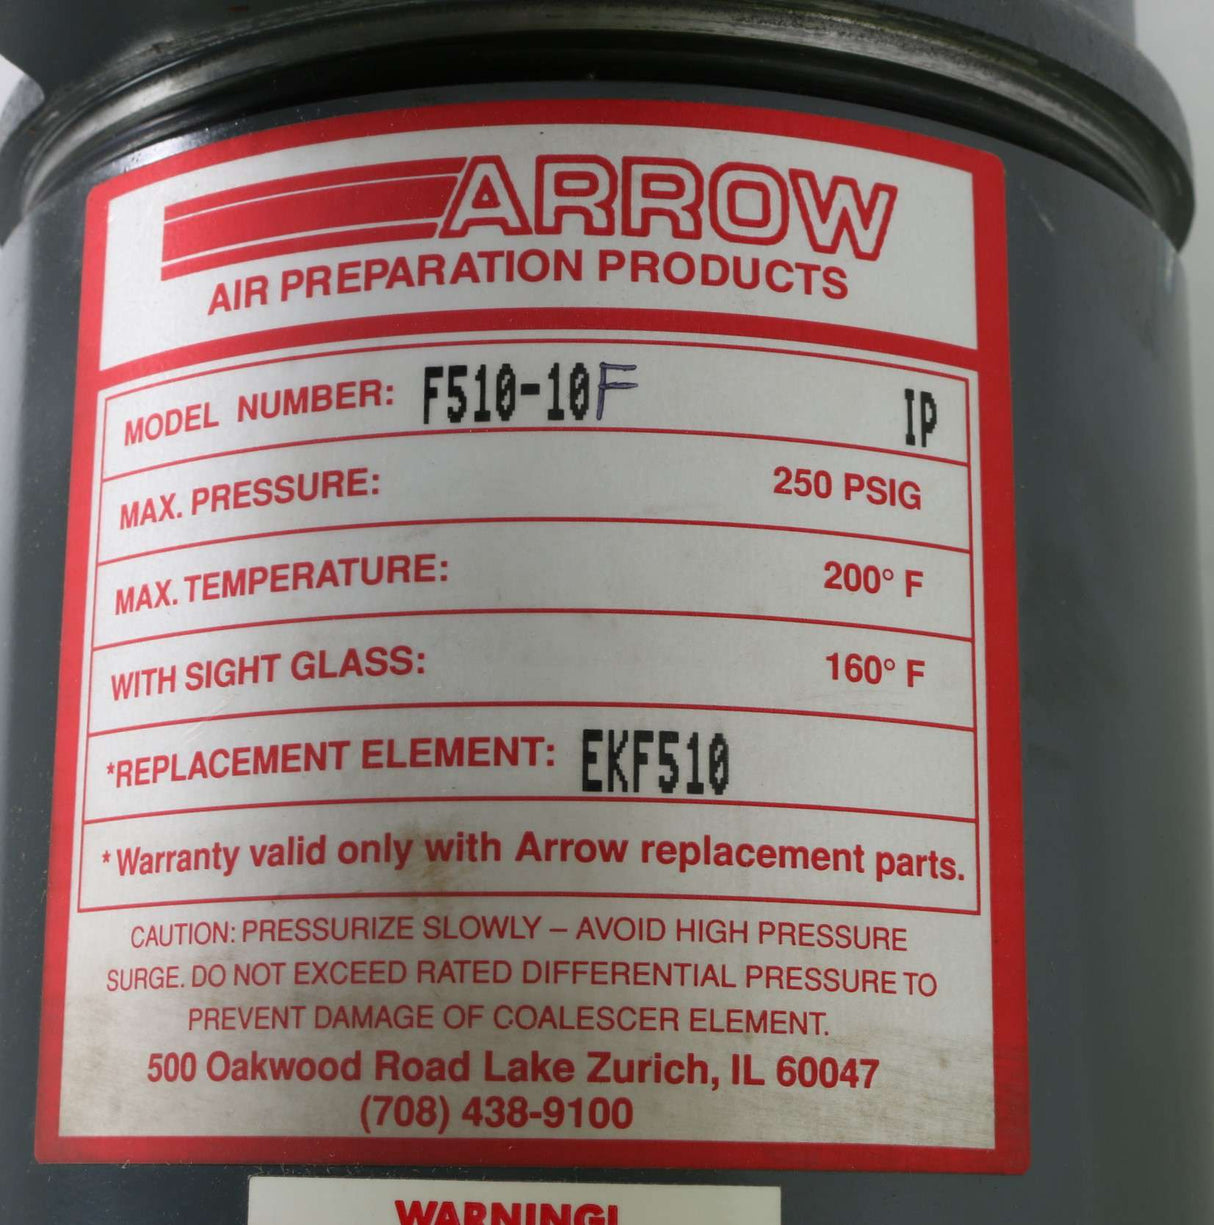 ARROW
AIR PREPARATION PRODUCTS
MODEL NUMBER: F510-10F IP
MAX. PRESSURE: 250 PSIG
MAX. TEMPERATURE: 200° F
WITH SIGHT GLASS: 160° F
*REPLACEMENT ELEMENT: EKF510
* Warranty valid only with Arrow replacement parts.
CAUTION: PRESSURIZE SLOWLY – AVOID HIGH PRESSURE
SURGE. DO NOT EXCEED RATED DIFFERENTIAL PRESSURE TO
PREVENT DAMAGE OF COALESCER ELEMENT.
500 Oakwood Road Lake Zurich, IL 60047
(708) 438-9100
WARNING!